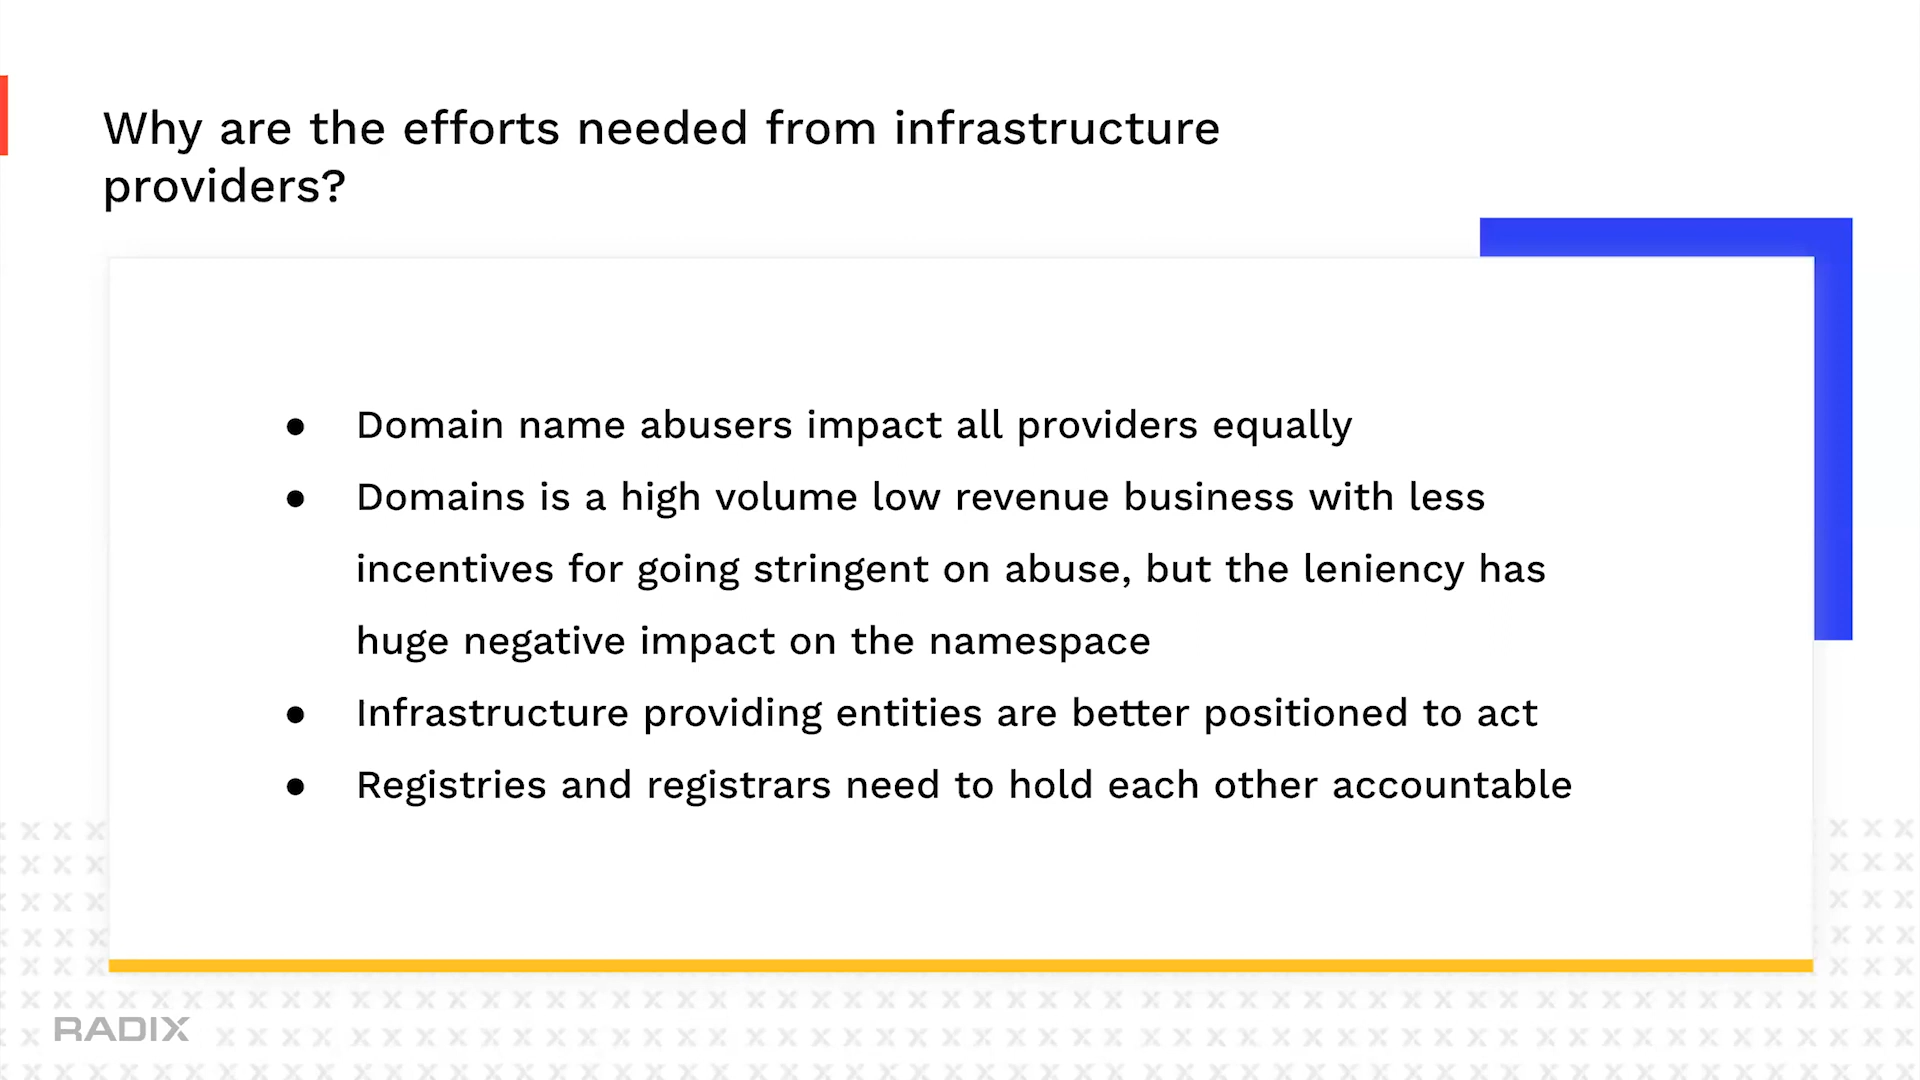 Why are the efforts needed from infrastructure
providers?
● Domain name abusers impact all providers equally
● Domains is a high volume low revenue business with less
incentives for going stringent on abuse, but the leniency has
huge negative impact on the namespace
● Infrastructure providing entities are better positioned to act
● Registries and registrars need to hold each other accountable
RADIX